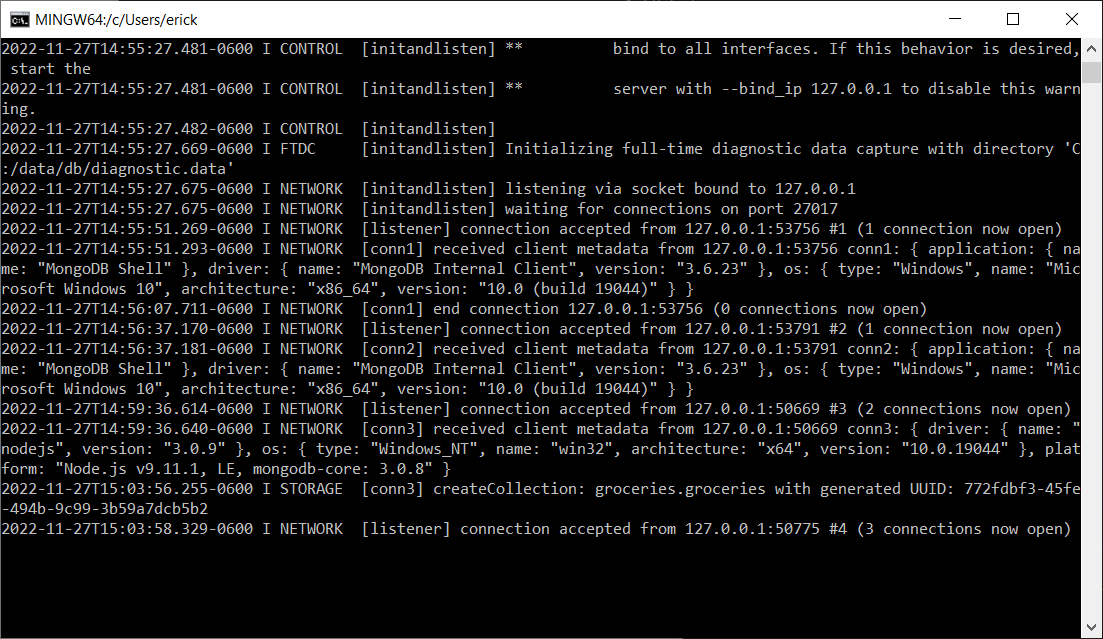 MINGW64:/c/Users/erick
2022-11-27T14:55:27.481-0600 I CONTROL  [initandlisten] **          bind to all interfaces. If this behavior is desired,
 start the
2022-11-27T14:55:27.481-0600 I CONTROL  [initandlisten] **          server with --bind_ip 127.0.0.1 to disable this warn
ing.
2022-11-27T14:55:27.482-0600 I CONTROL  [initandlisten]
2022-11-27T14:55:27.669-0600 I FTDC     [initandlisten] Initializing full-time diagnostic data capture with directory 'C
:/data/db/diagnostic.data'
2022-11-27T14:55:27.675-0600 I NETWORK  [initandlisten] listening via socket bound to 127.0.0.1
2022-11-27T14:55:27.675-0600 I NETWORK  [initandlisten] waiting for connections on port 27017
2022-11-27T14:55:51.269-0600 I NETWORK  [listener] connection accepted from 127.0.0.1:53756 #1 (1 connection now open)
2022-11-27T14:55:51.293-0600 I NETWORK  [conn1] received client metadata from 127.0.0.1:53756 conn1: { application: { na
me: "MongoDB Shell" }, driver: { name: "MongoDB Internal Client", version: "3.6.23" }, os: { type: "Windows", name: "Mic
rosoft Windows 10", architecture: "x86_64", version: "10.0 (build 19044)" } }
2022-11-27T14:56:07.711-0600 I NETWORK  [conn1] end connection 127.0.0.1:53756 (0 connections now open)
2022-11-27T14:56:37.170-0600 I NETWORK  [listener] connection accepted from 127.0.0.1:53791 #2 (1 connection now open)
2022-11-27T14:56:37.181-0600 I NETWORK  [conn2] received client metadata from 127.0.0.1:53791 conn2: { application: { na
me: "MongoDB Shell" }, driver: { name: "MongoDB Internal Client", version: "3.6.23" }, os: { type: "Windows", name: "Mic
rosoft Windows 10", architecture: "x86_64", version: "10.0 (build 19044)" } }
2022-11-27T14:59:36.614-0600 I NETWORK  [listener] connection accepted from 127.0.0.1:50669 #3 (2 connections now open)
2022-11-27T14:59:36.640-0600 I NETWORK  [conn3] received client metadata from 127.0.0.1:50669 conn3: { driver: { name: "
nodejs", version: "3.0.9" }, os: { type: "Windows_NT", name: "win32", architecture: "x64", version: "10.0.19044" }, plat
form: "Node.js v9.11.1, LE, mongodb-core: 3.0.8" }
2022-11-27T15:03:56.255-0600 I STORAGE  [conn3] createCollection: groceries.groceries with generated UUID: 772fdbf3-45fe
-494b-9c99-3b59a7dcb5b2
2022-11-27T15:03:58.329-0600 I NETWORK  [listener] connection accepted from 127.0.0.1:50775 #4 (3 connections now open)